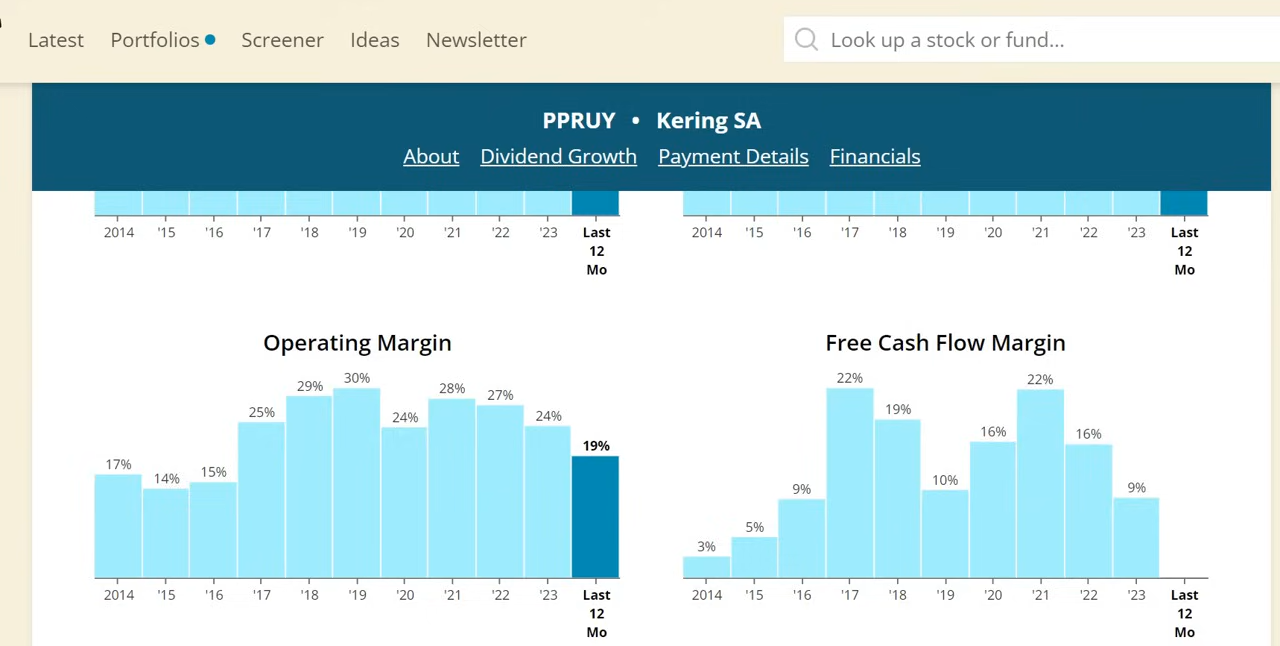 Latest Portfolios Screener Ideas Newsletter Look up a stock or fund...
PPRUY • Kering SA
About Dividend Growth Payment Details Financials
2014 '15 '16 '17 '18 '19 '20 '21 '22 '23 Last
12
Mo
2014 '15 '16 '17 '18 '19 '20 '21 '22 '23 Last
12
Mo
Operating Margin
17% 14% 15% 25% 29% 30% 24% 28% 27% 24% 19%
2014 '15 '16 '17 '18 '19 '20 '21 '22 '23 Last
12
Mo
Free Cash Flow Margin
3% 5% 9% 22% 19% 10% 16% 22% 16% 9%
2014 '15 '16 '17 '18 '19 '20 '21 '22 '23 Last
12
Mo